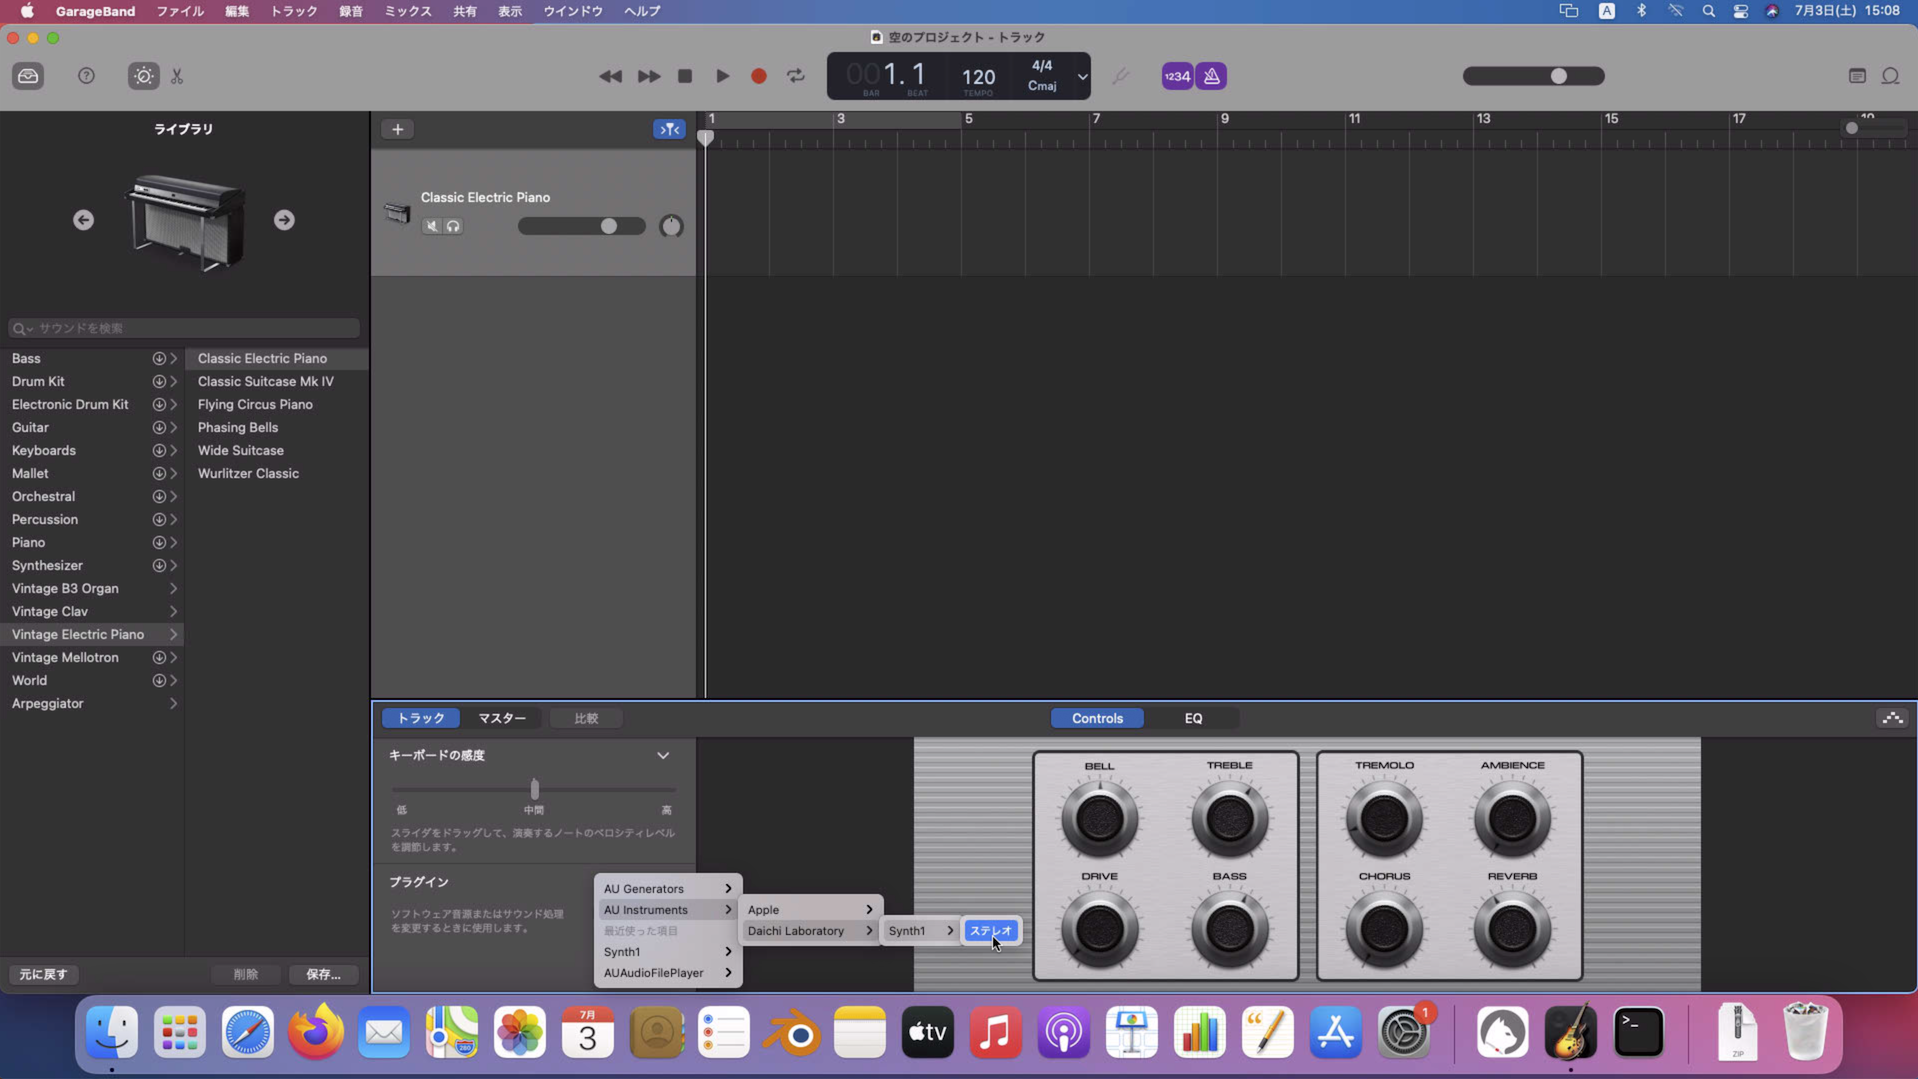 GarageBand ファイル 編集 トラック 録音 ミックス 共有 表示 ウインドウ ヘルプ
A 7月3日(土) 15:08
空のプロジェクト - トラック
001. 1
BAR BEAT
120
TEMPO
4/4
Cmaj
1234
ライブラリ
サウンドを検索
Bass
Drum Kit
Electronic Drum Kit
Guitar
Keyboards
Mallet
Orchestral
Percussion
Piano
Synthesizer
Vintage B3 Organ
Vintage Clav
Vintage Electric Piano
Vintage Mellotron
World
Arpeggiator
Classic Electric Piano
Classic Suitcase Mk IV
Flying Circus Piano
Phasing Bells
Wide Suitcase
Wurlitzer Classic
元に戻す 削除 保存...
1 3 5 7 9 11 13 15 17
Classic Electric Piano
トラック マスター 比較
Controls EQ
キーボードの感度
低 中間 高
スライダをドラッグして、演奏するノートのベロシティレベル
を調節します。
プラグイン
ソフトウェア音源またはサウンド処理
を変更するときに使用します。
AU Generators
AU Instruments
最近使った項目
Synth1
AUAudioFilePlayer
Apple
Daichi Laboratory
Synth1
ステレオ
BELL TREBLE TREMOLO AMBIENCE
DRIVE BASS CHORUS REVERB
7月
3
280
tv
1
>_
ZIP